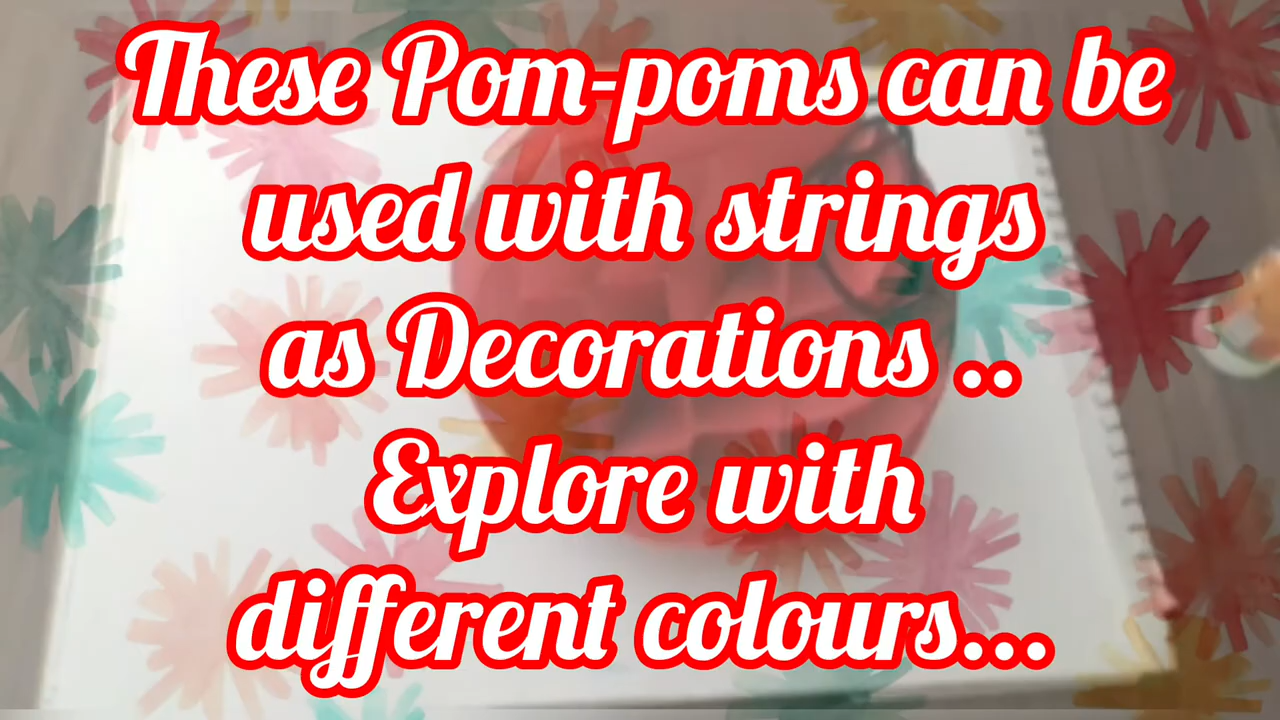 These Pom-poms can be
used with strings
as Decorations ..
Explore with
different colours...